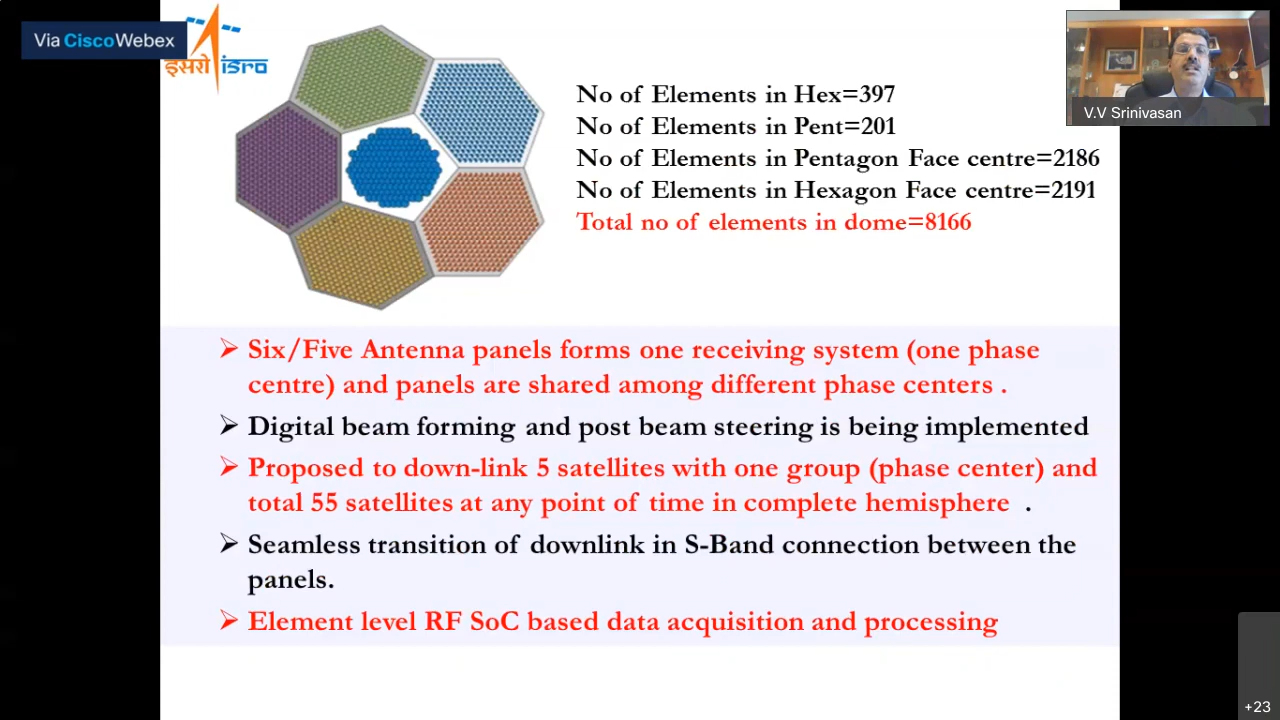 Via CiscoWebex
इसरो isro
No of Elements in Hex=397
No of Elements in Pent=201
No of Elements in Pentagon Face centre=2186
No of Elements in Hexagon Face centre=2191
Total no of elements in dome=8166
V.V Srinivasan
➢ Six/Five Antenna panels forms one receiving system (one phase
centre) and panels are shared among different phase centers .
➢ Digital beam forming and post beam steering is being implemented
➢ Proposed to down-link 5 satellites with one group (phase center) and
total 55 satellites at any point of time in complete hemisphere .
➢ Seamless transition of downlink in S-Band connection between the
panels.
➢ Element level RF SoC based data acquisition and processing
+23